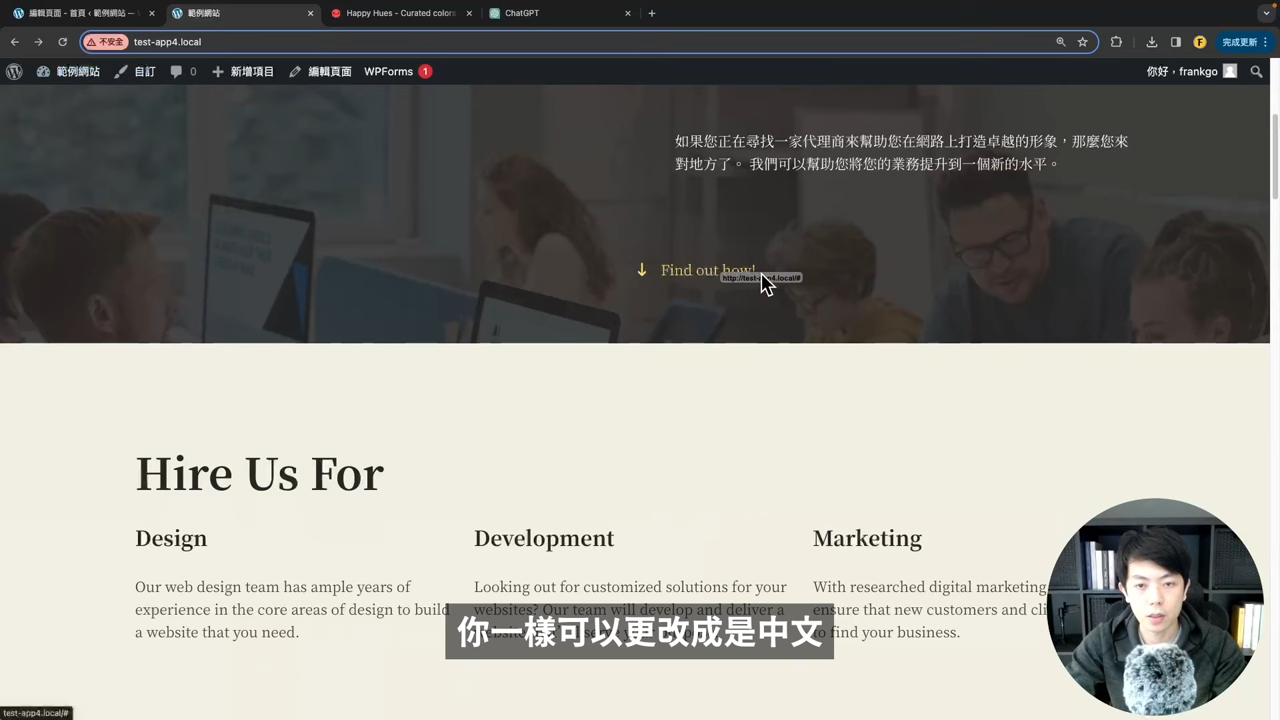 編輯頁面 - 首頁 ‹ 範例網站 —
範例網站
Happy Hues - Curated colors
ChatGPT
不安全
test-app4.local
完成更新
範例網站
自訂
0
新增項目
編輯頁面
WPForms 1
你好，frankgo
如果您正在尋找一家代理商來幫助您在網路上打造卓越的形象，那麼您來
對地方了。 我們可以幫助您將您的業務提升到一個新的水平。
↓ Find out how!
http://test-app4.local/#
Hire Us For
Design
Our web design team has ample years of
experience in the core areas of design to build
a website that you need.
Development
Looking out for customized solutions for your
websites? Our team will develop and deliver a
Marketing
With researched digital marketing
ensure that new customers and cli
to find your business.
你一樣可以更改成是中文
test-app4.local/#